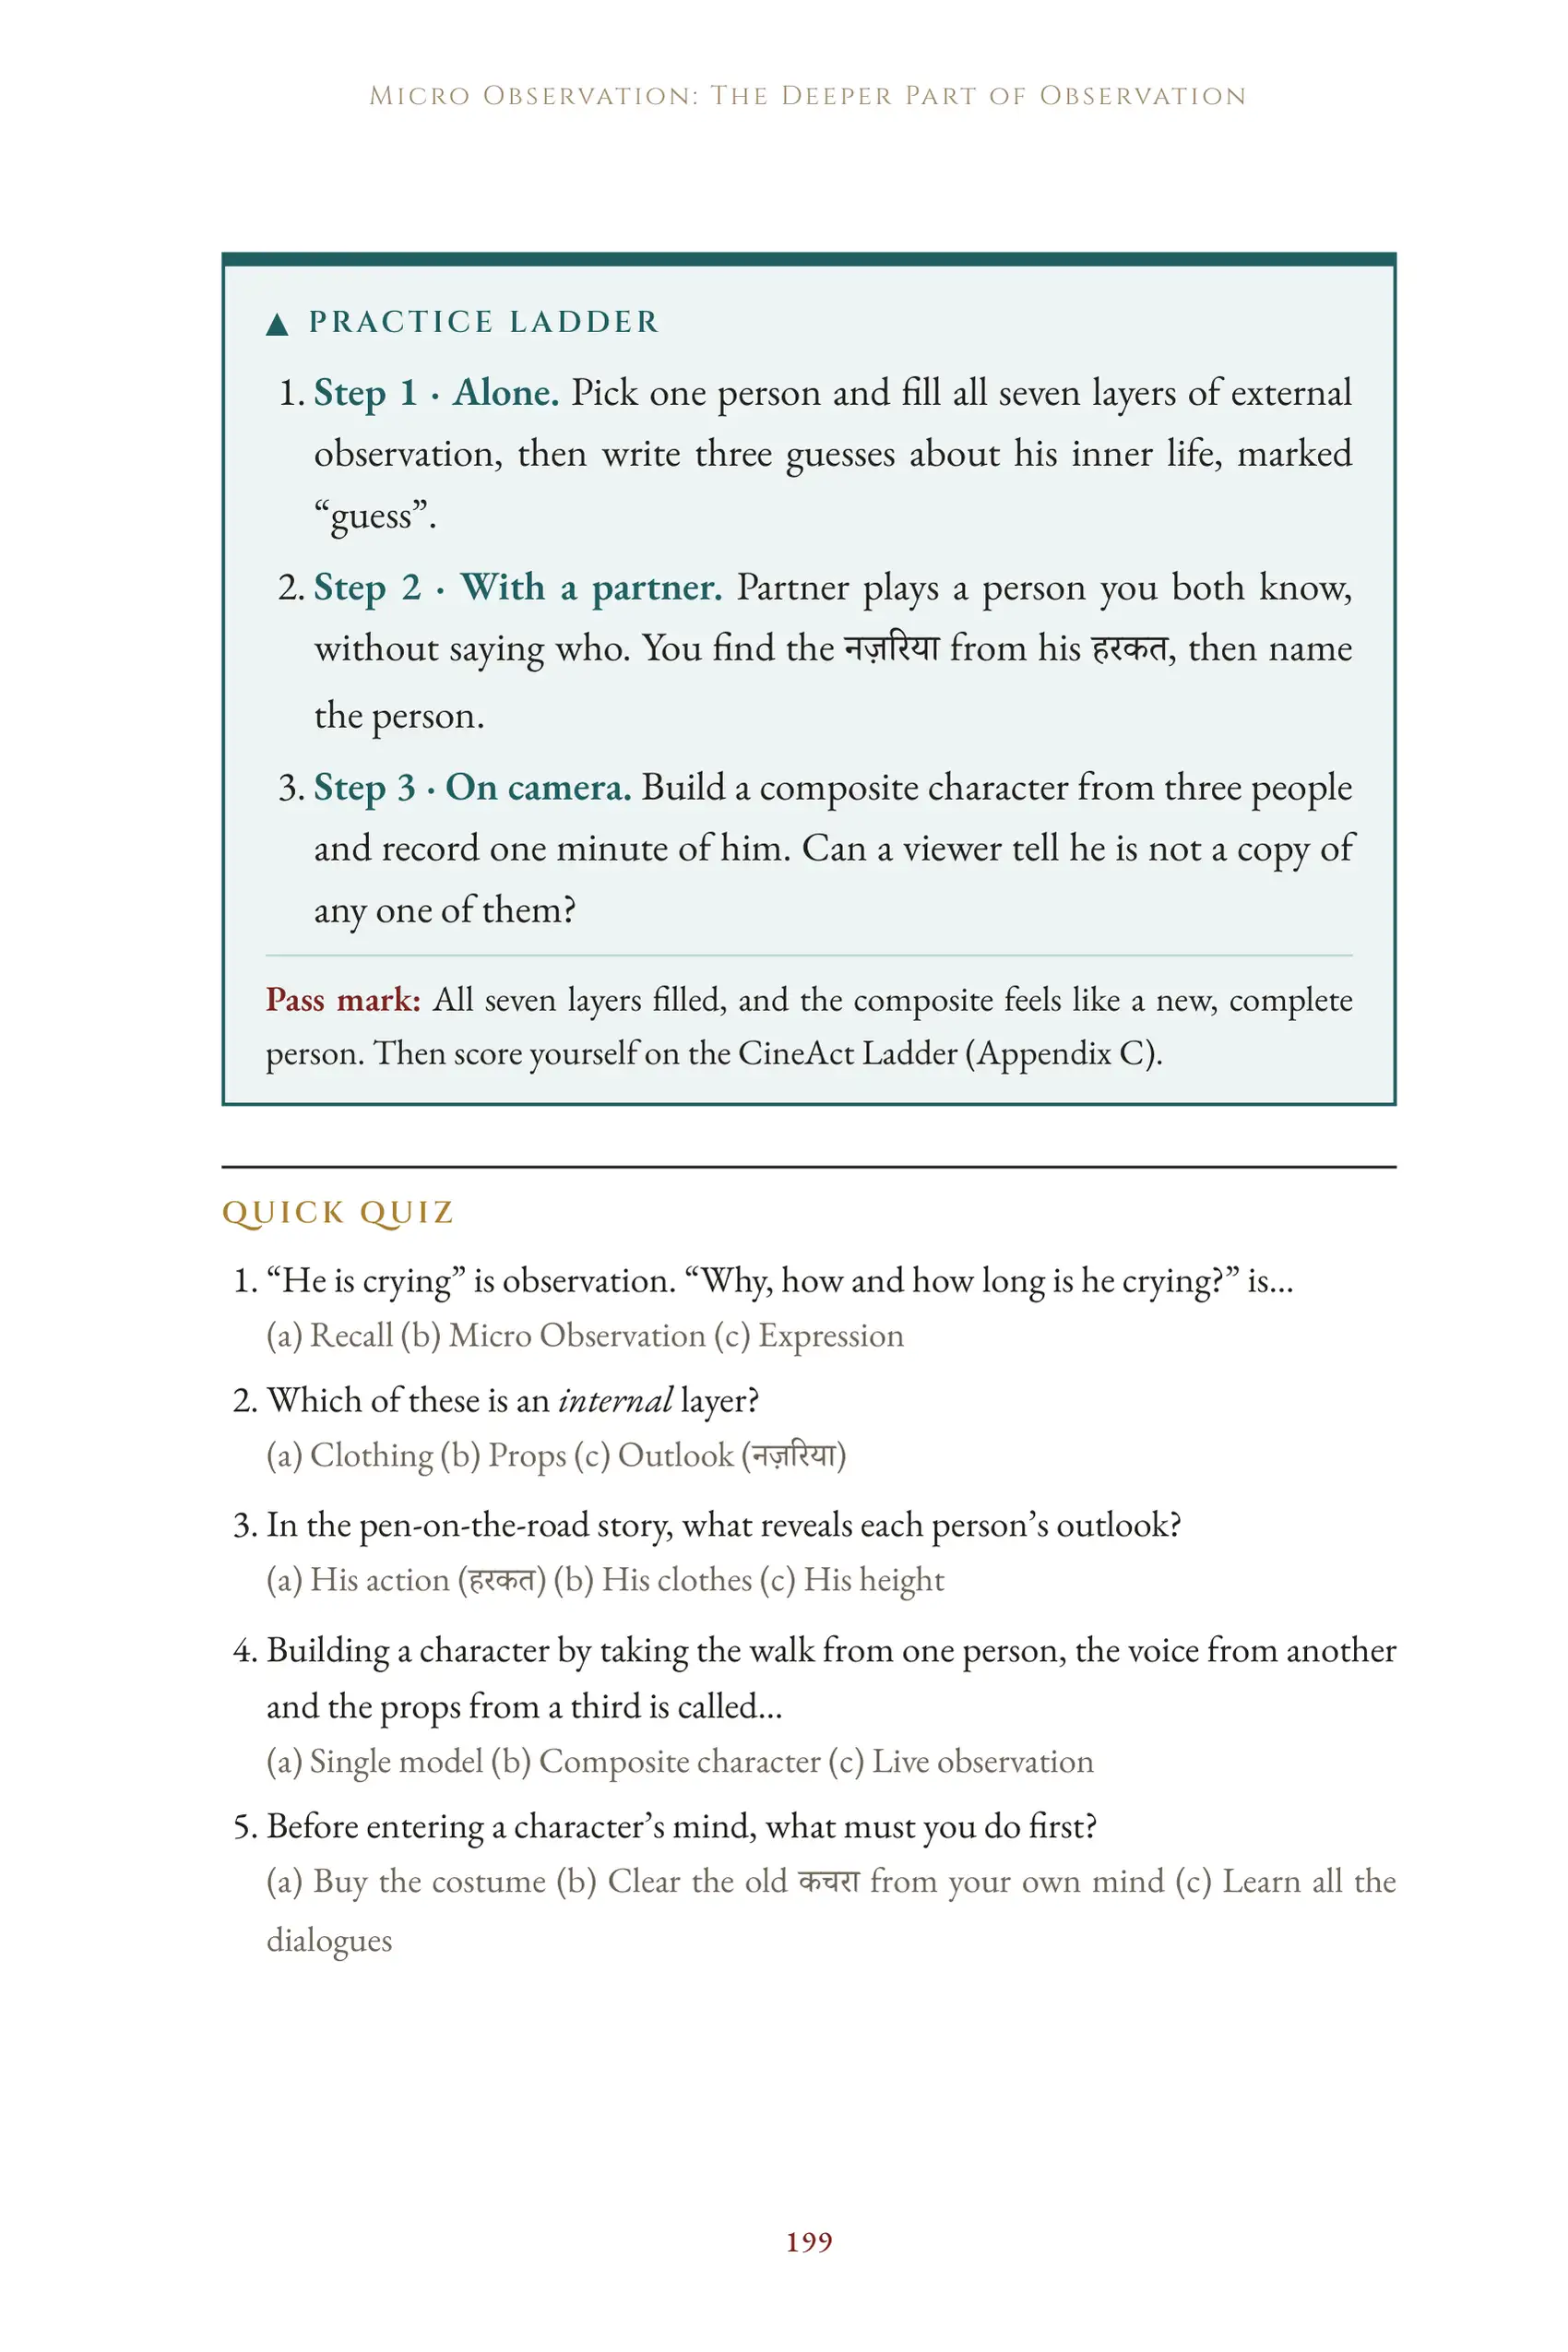 Micro Observation: The Deeper Part of Observation
▲ PRACTICE LADDER
1. Step 1 · Alone. Pick one person and fill all seven layers of external
observation, then write three guesses about his inner life, marked
“guess”.
2. Step 2 · With a partner. Partner plays a person you both know,
without saying who. You find the नज़रिया from his हरकत, then name
the person.
3. Step 3 · On camera. Build a composite character from three people
and record one minute of him. Can a viewer tell he is not a copy of
any one of them?
Pass mark: All seven layers filled, and the composite feels like a new, complete
person. Then score yourself on the CineAct Ladder (Appendix C).
QUICK QUIZ
1. “He is crying” is observation. “Why, how and how long is he crying?” is...
(a) Recall (b) Micro Observation (c) Expression
2. Which of these is an internal layer?
(a) Clothing (b) Props (c) Outlook (नज़रिया)
3. In the pen-on-the-road story, what reveals each person’s outlook?
(a) His action (हरकत) (b) His clothes (c) His height
4. Building a character by taking the walk from one person, the voice from another
and the props from a third is called...
(a) Single model (b) Composite character (c) Live observation
5. Before entering a character’s mind, what must you do first?
(a) Buy the costume (b) Clear the old कचरा from your own mind (c) Learn all the
dialogues
199